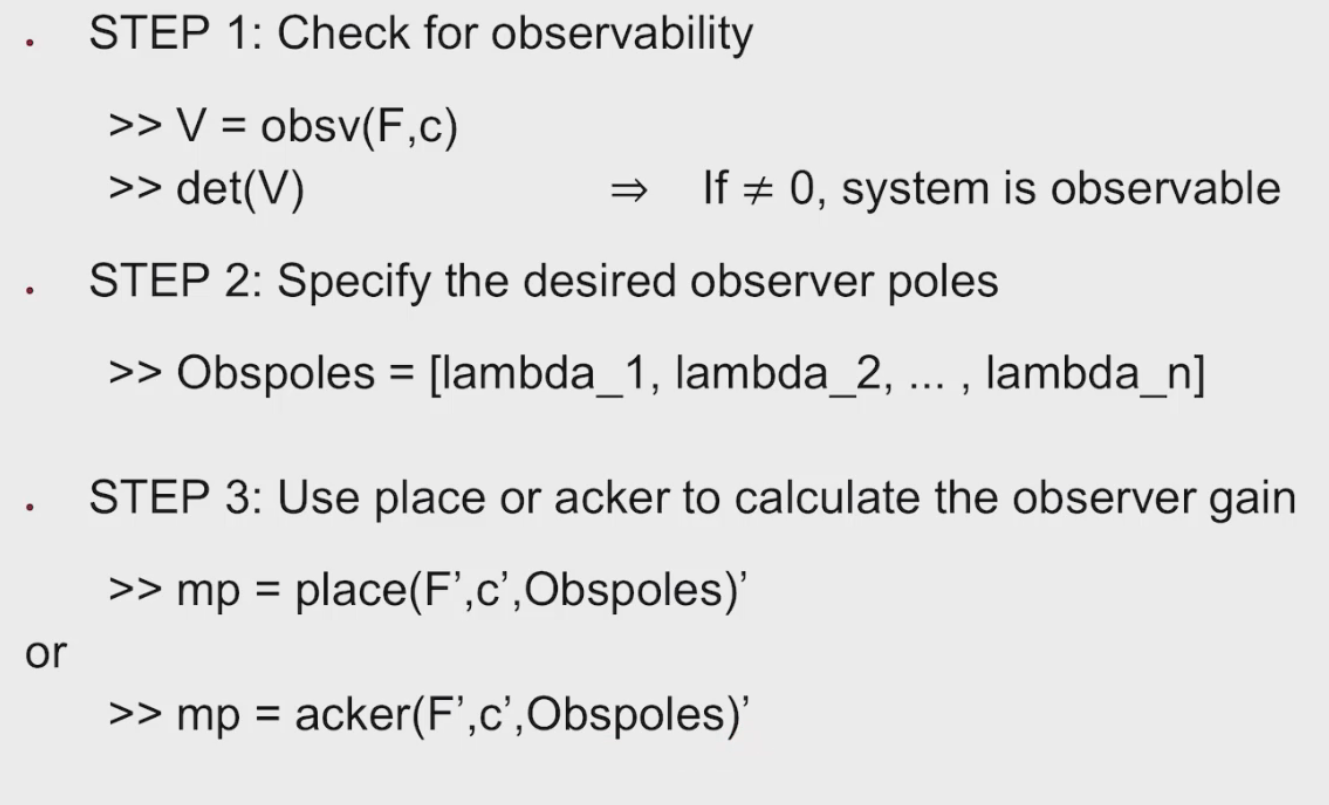 . STEP 1: Check for observability
>> V = obsv(F,c)
>> det(V) ⇒ If ≠ 0, system is observable
. STEP 2: Specify the desired observer poles
>> Obspoles = [lambda_1, lambda_2, ... , lambda_n]
. STEP 3: Use place or acker to calculate the observer gain
>> mp = place(F’,c’,Obspoles)’
or
>> mp = acker(F’,c’,Obspoles)’